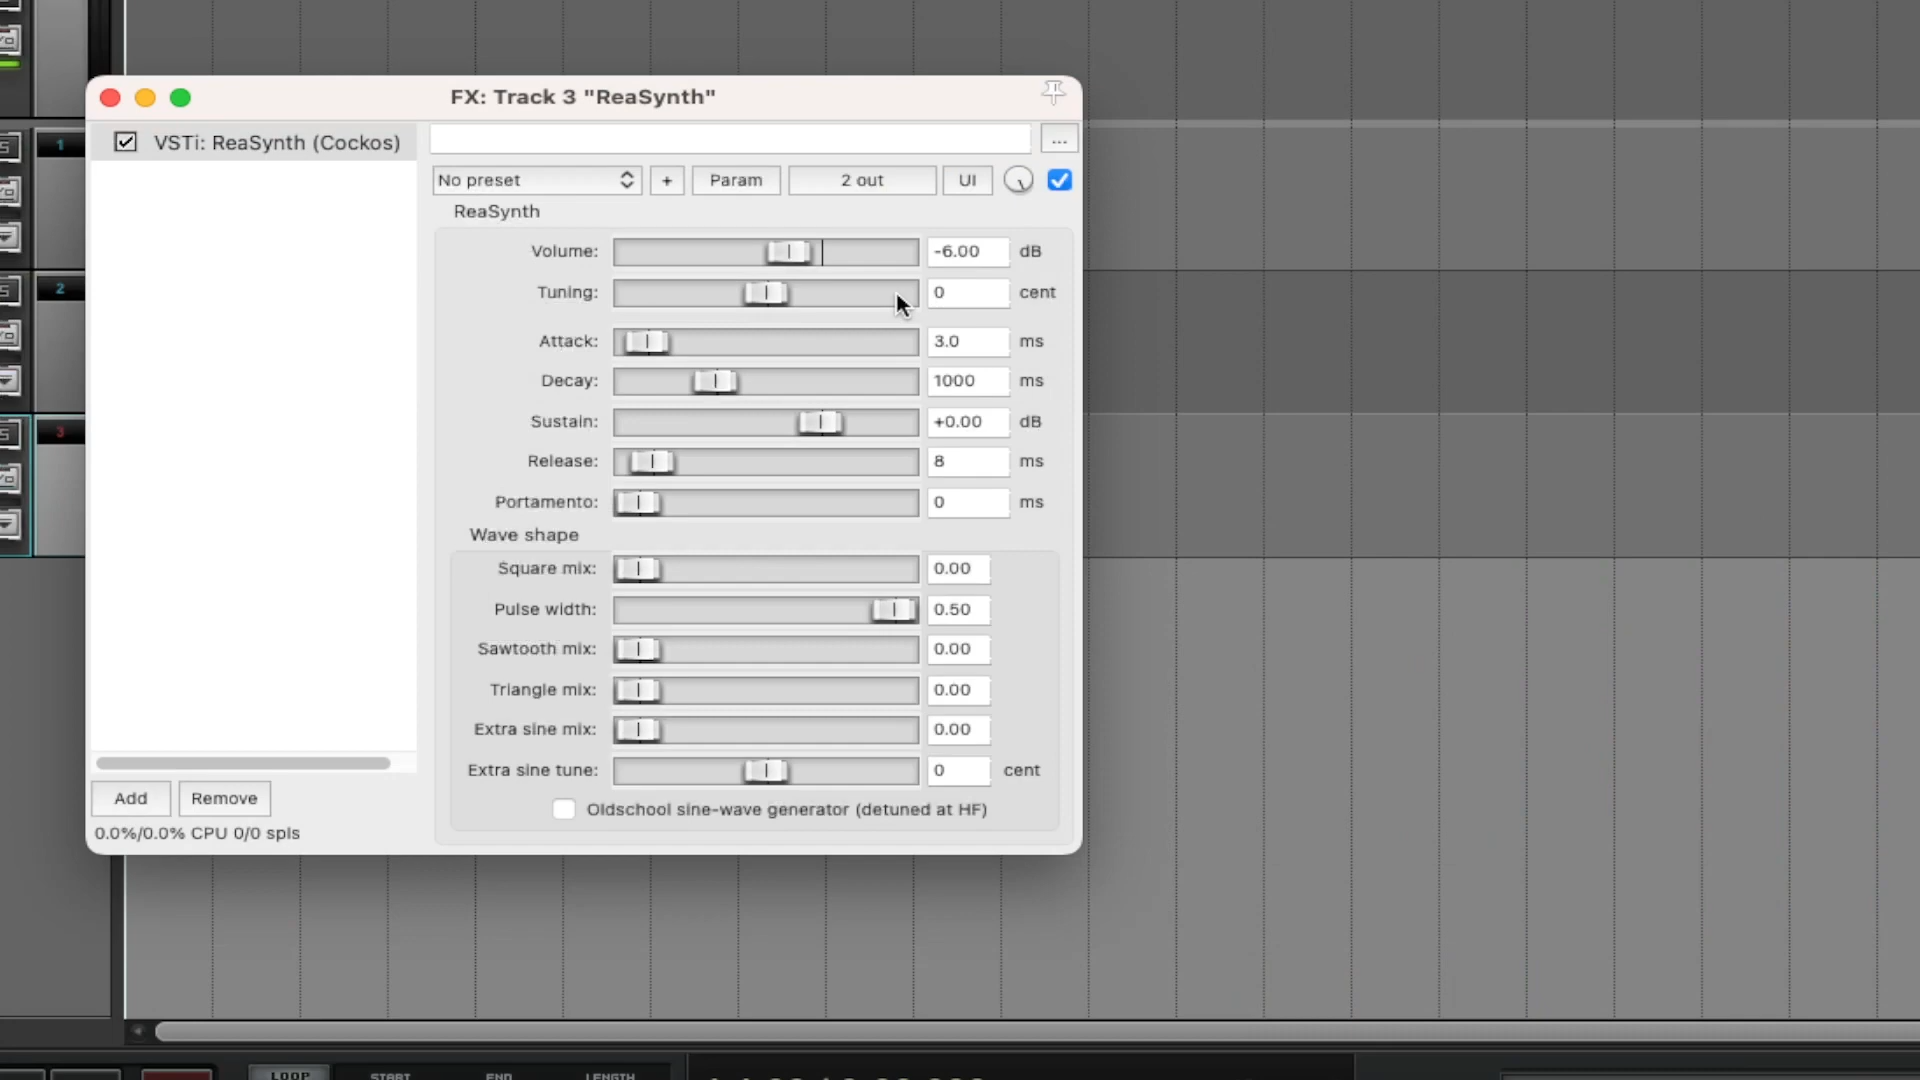 FX: Track 3 "ReaSynth"
VSTi: ReaSynth (Cockos)
...
No preset + Param 2 out UI
ReaSynth
Volume: -6.00 dB
Tuning: 0 cent
Attack: 3.0 ms
Decay: 1000 ms
Sustain: +0.00 dB
Release: 8 ms
Portamento: 0 ms
Wave shape
Square mix: 0.00
Pulse width: 0.50
Sawtooth mix: 0.00
Triangle mix: 0.00
Extra sine mix: 0.00
Extra sine tune: 0 cent
Oldschool sine-wave generator (detuned at HF)
Add Remove
0.0%/0.0% CPU 0/0 spls
1
2
3
S
S
S
LOOP START END LENGTH